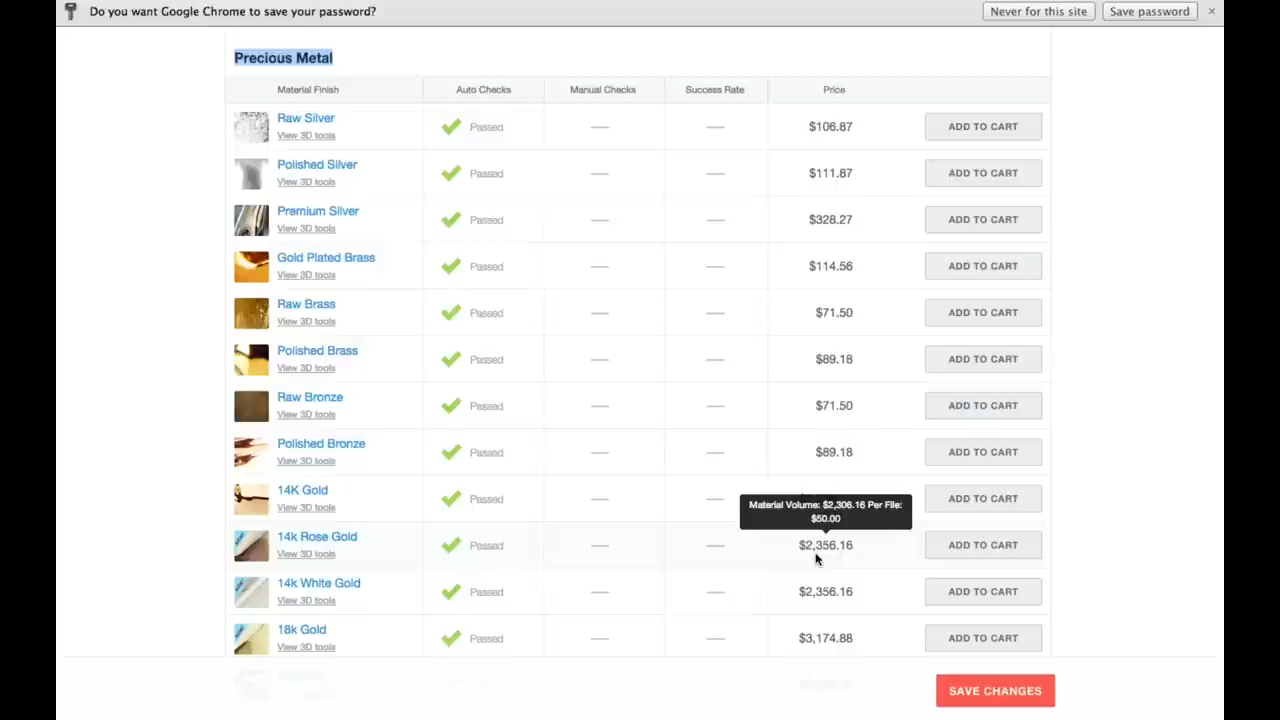 Do you want Google Chrome to save your password?
Never for this site
Save password
×
Precious Metal
Material Finish Auto Checks Manual Checks Success Rate Price
Raw Silver
View 3D tools
Passed
$106.87
ADD TO CART
Polished Silver
View 3D tools
Passed
$111.87
ADD TO CART
Premium Silver
View 3D tools
Passed
$328.27
ADD TO CART
Gold Plated Brass
View 3D tools
Passed
$114.56
ADD TO CART
Raw Brass
View 3D tools
Passed
$71.50
ADD TO CART
Polished Brass
View 3D tools
Passed
$89.18
ADD TO CART
Raw Bronze
View 3D tools
Passed
$71.50
ADD TO CART
Polished Bronze
View 3D tools
Passed
$89.18
ADD TO CART
14K Gold
View 3D tools
Passed
ADD TO CART
Material Volume: $2,306.16 Per File:
$50.00
14k Rose Gold
View 3D tools
Passed
$2,356.16
ADD TO CART
14k White Gold
View 3D tools
Passed
$2,356.16
ADD TO CART
18k Gold
View 3D tools
Passed
$3,174.88
ADD TO CART
SAVE CHANGES